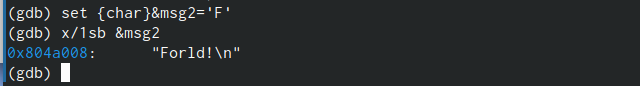 (gdb) set {char}&msg2='F'
(gdb) x/1sb &msg2
0x804a008:      "Forld!\n"
(gdb)